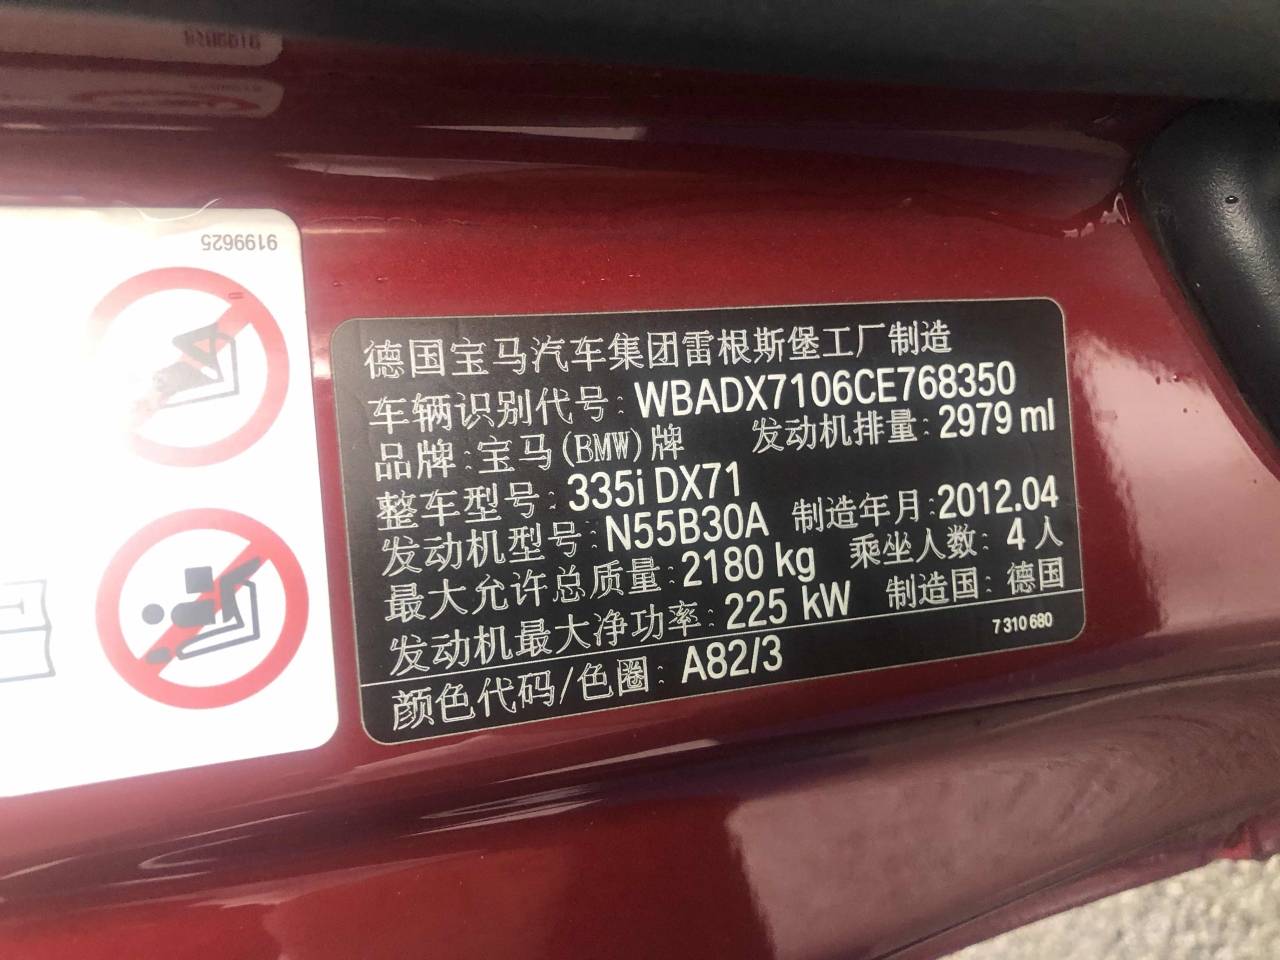 9199625
德国宝马汽车集团雷根斯堡工厂制造
车辆识别代号: WBADX7106CE768350
品牌:宝马(BMW)牌 发动机排量: 2979 ml
整车型号: 335i DX71
发动机型号: N55B30A 制造年月: 2012.04
最大允许总质量: 2180 kg 乘坐人数: 4 人
发动机最大净功率: 225 kW 制造国: 德国
7 310 680
颜色代码/色圈: A82/3